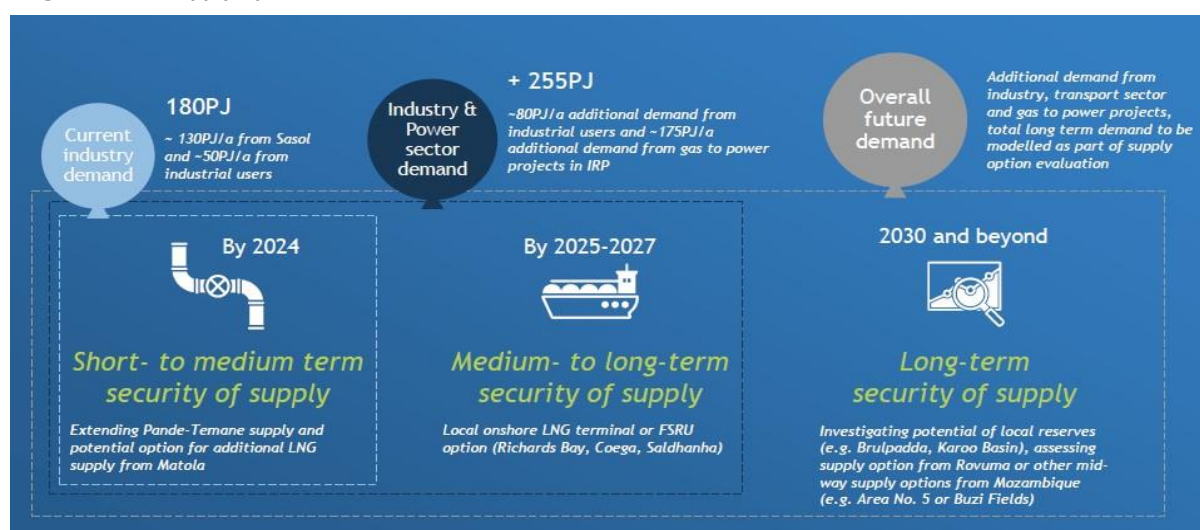 Current
industry
demand
180PJ
~ 130PJ/a from Sasol
and ~50PJ/a from
industrial users
Industry &
Power
sector
demand
+ 255PJ
~80PJ/a additional demand from
industrial users and ~175PJ/a
additional demand from gas to power
projects in IRP
Overall
future
demand
Additional demand from
industry, transport sector
and gas to power projects,
total long term demand to be
modelled as part of supply
option evaluation
By 2024
Short- to medium term
security of supply
Extending Pande-Temane supply and
potential option for additional LNG
supply from Matola
By 2025-2027
Medium- to long-term
security of supply
Local onshore LNG terminal or FSRU
option (Richards Bay, Coega, Saldhanha)
2030 and beyond
Long-term
security of supply
Investigating potential of local reserves
(e.g. Brulpadda, Karoo Basin), assessing
supply option from Rovuma or other mid-
way supply options from Mozambique
(e.g. Area No. 5 or Buzi Fields)